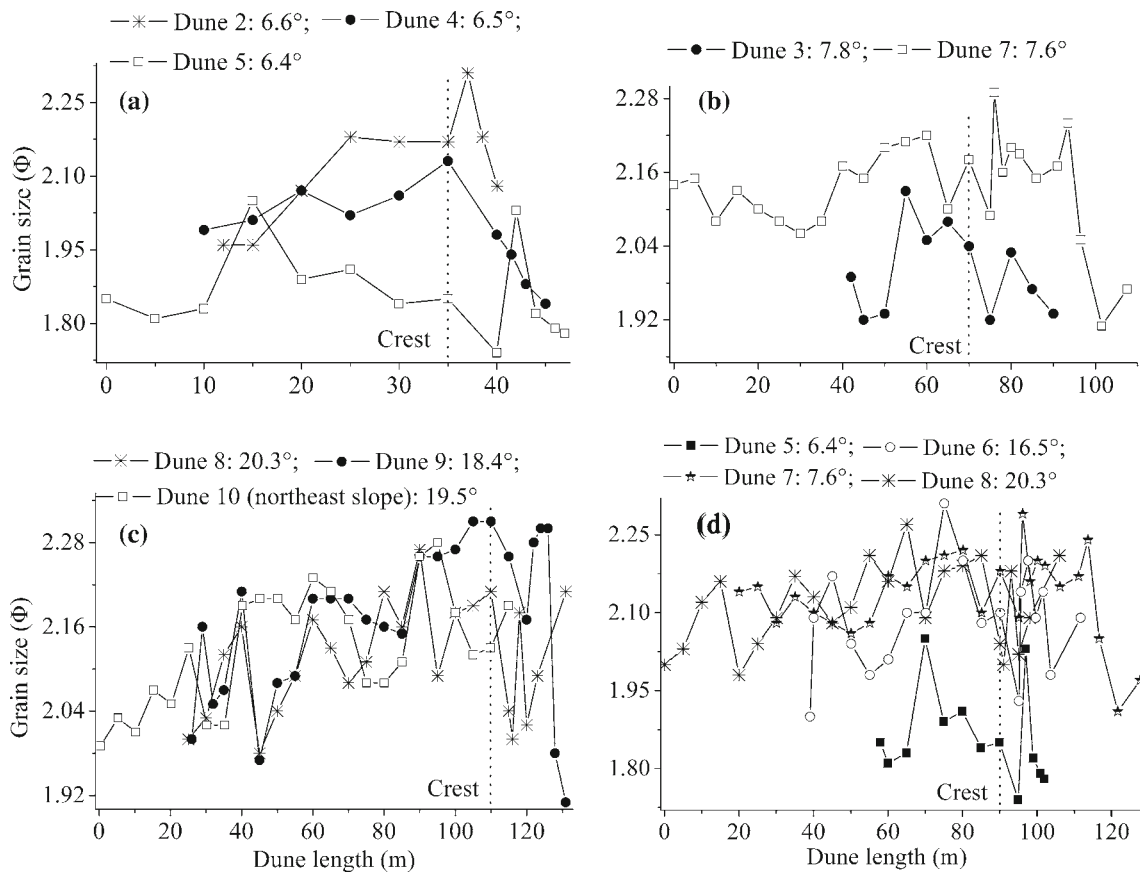 Dune 2: 6.6°; Dune 4: 6.5°;
Dune 5: 6.4°
(a)
2.25
2.10
1.95
1.80
Grain size (Φ)
Crest
0 10 20 30 40
Dune 3: 7.8°; Dune 7: 7.6°
(b)
2.28
2.16
2.04
1.92
Crest
0 20 40 60 80 100
Dune 8: 20.3°; Dune 9: 18.4°;
Dune 10 (northeast slope): 19.5°
(c)
2.28
2.16
2.04
1.92
Grain size (Φ)
Crest
0 20 40 60 80 100 120
Dune length (m)
Dune 5: 6.4°; Dune 6: 16.5°;
Dune 7: 7.6°; Dune 8: 20.3°
(d)
2.25
2.10
1.95
1.80
Crest
0 20 40 60 80 100 120
Dune length (m)